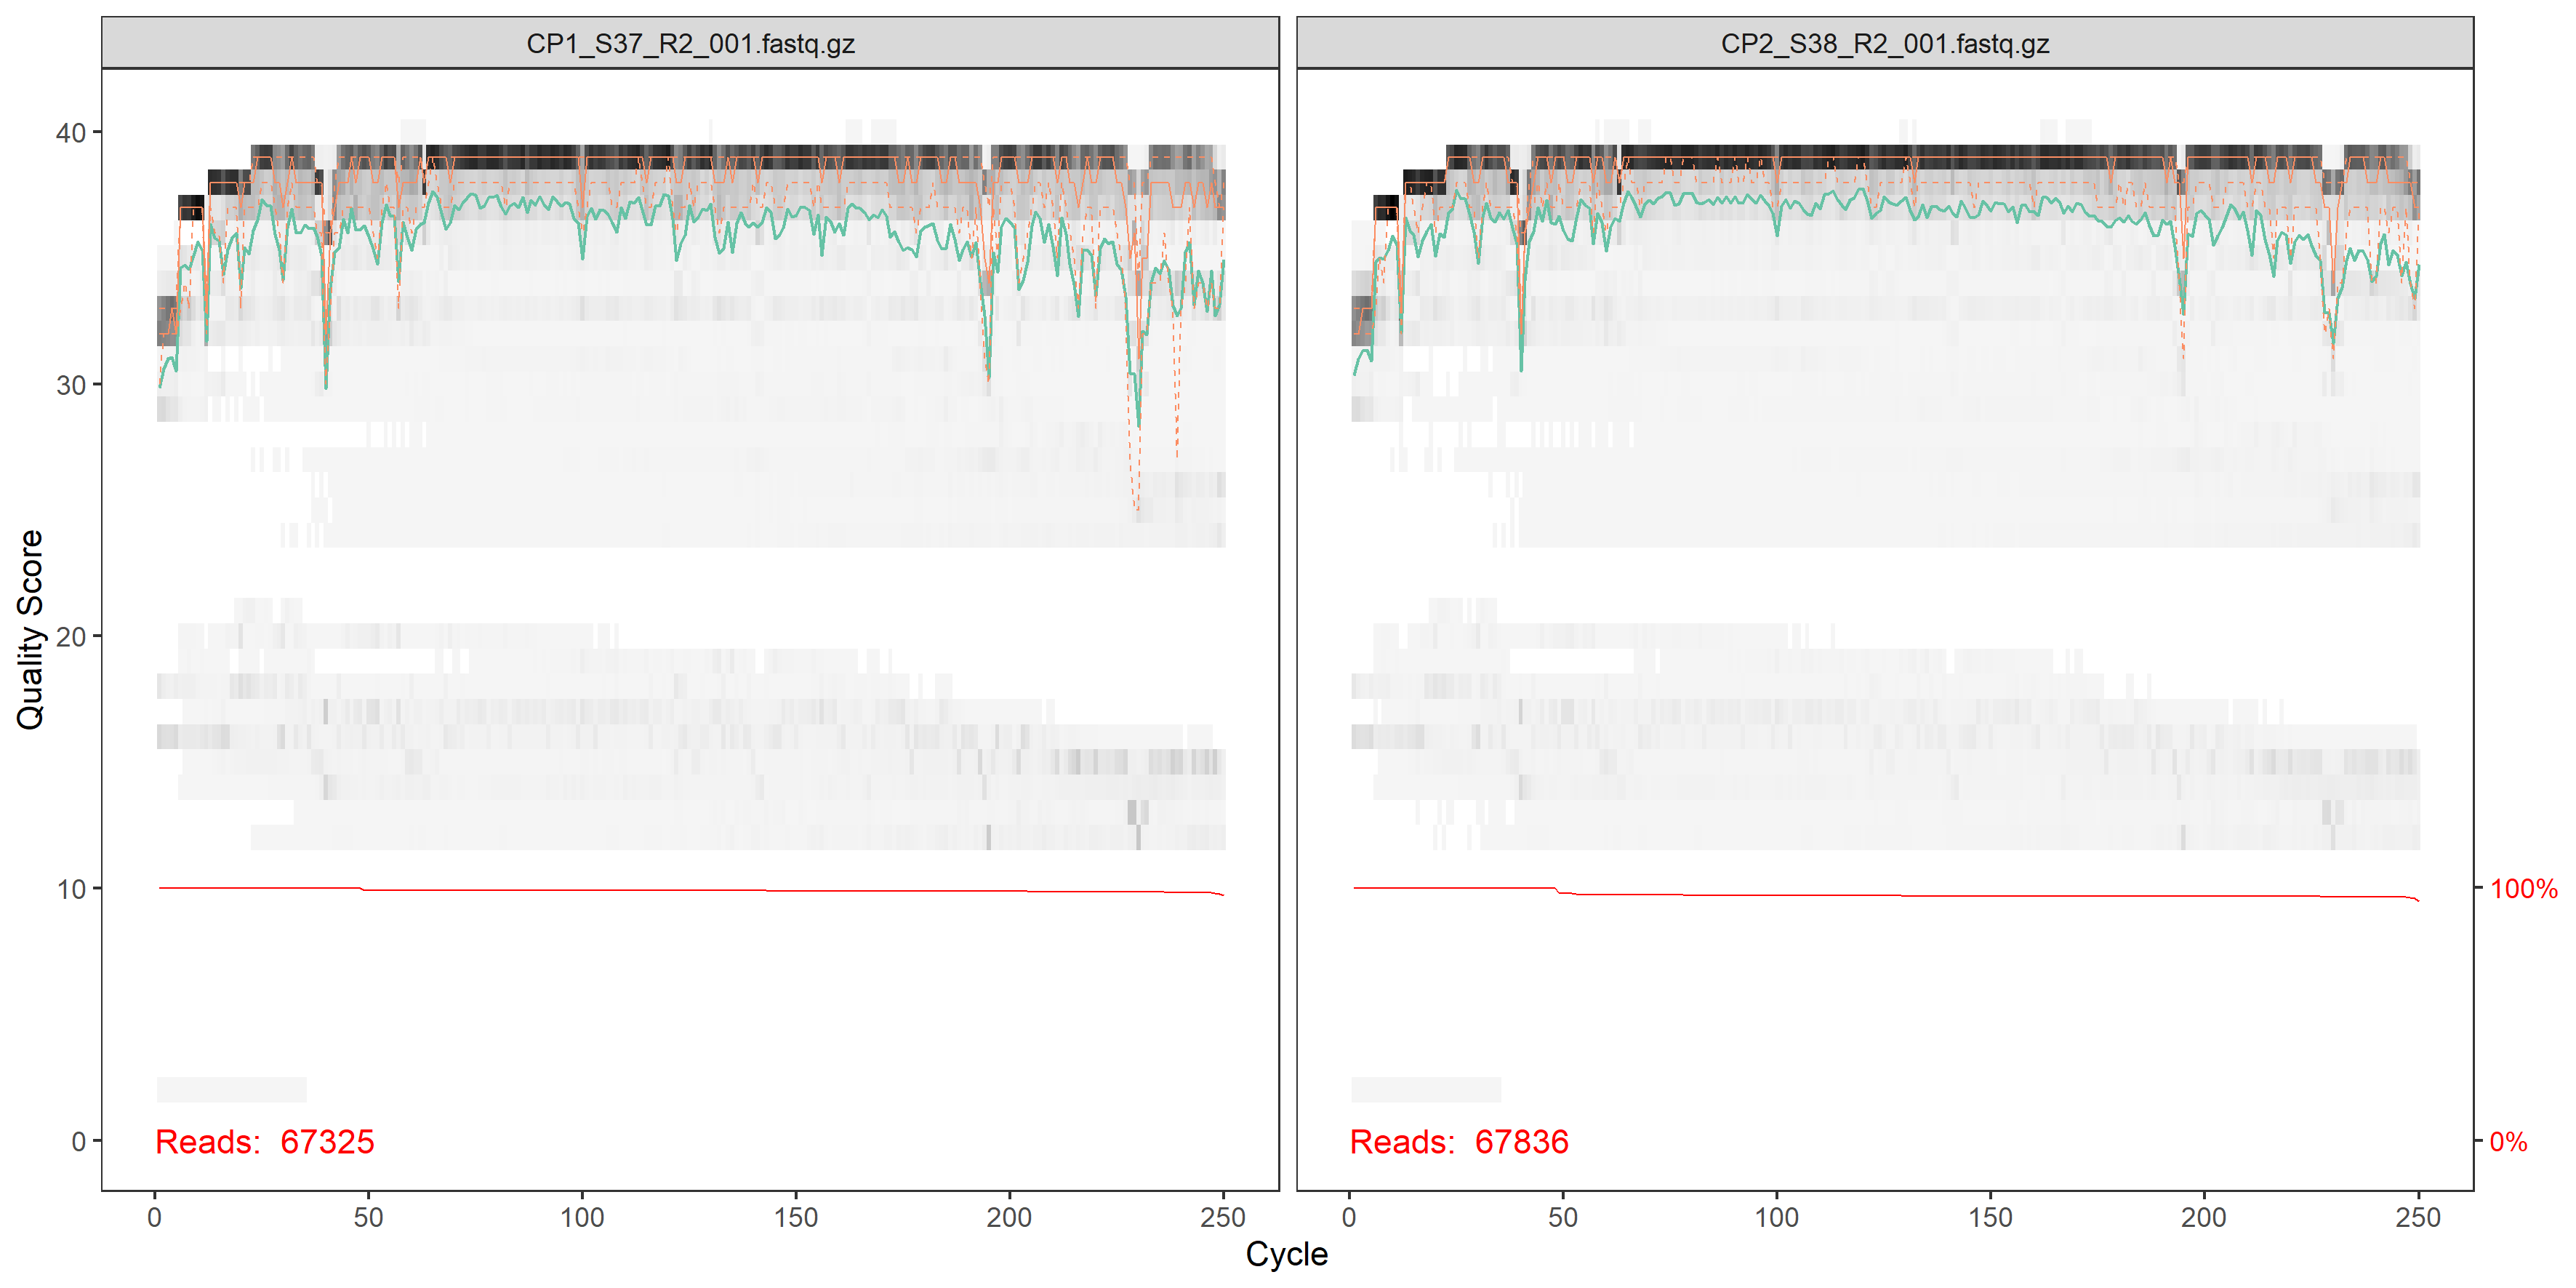 CP1_S37_R2_001.fastq.gz
CP2_S38_R2_001.fastq.gz
Quality Score
40
30
20
10
0
100%
0%
Reads: 67325
Reads: 67836
0 50 100 150 200 250
0 50 100 150 200 250
Cycle